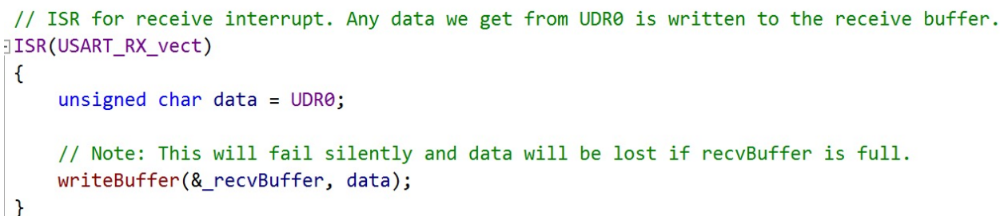 // ISR for receive interrupt. Any data we get from UDR0 is written to the receive buffer.
ISR(USART_RX_vect)
{
unsigned char data = UDR0;
// Note: This will fail silently and data will be lost if recvBuffer is full.
writeBuffer(&_recvBuffer, data);
}